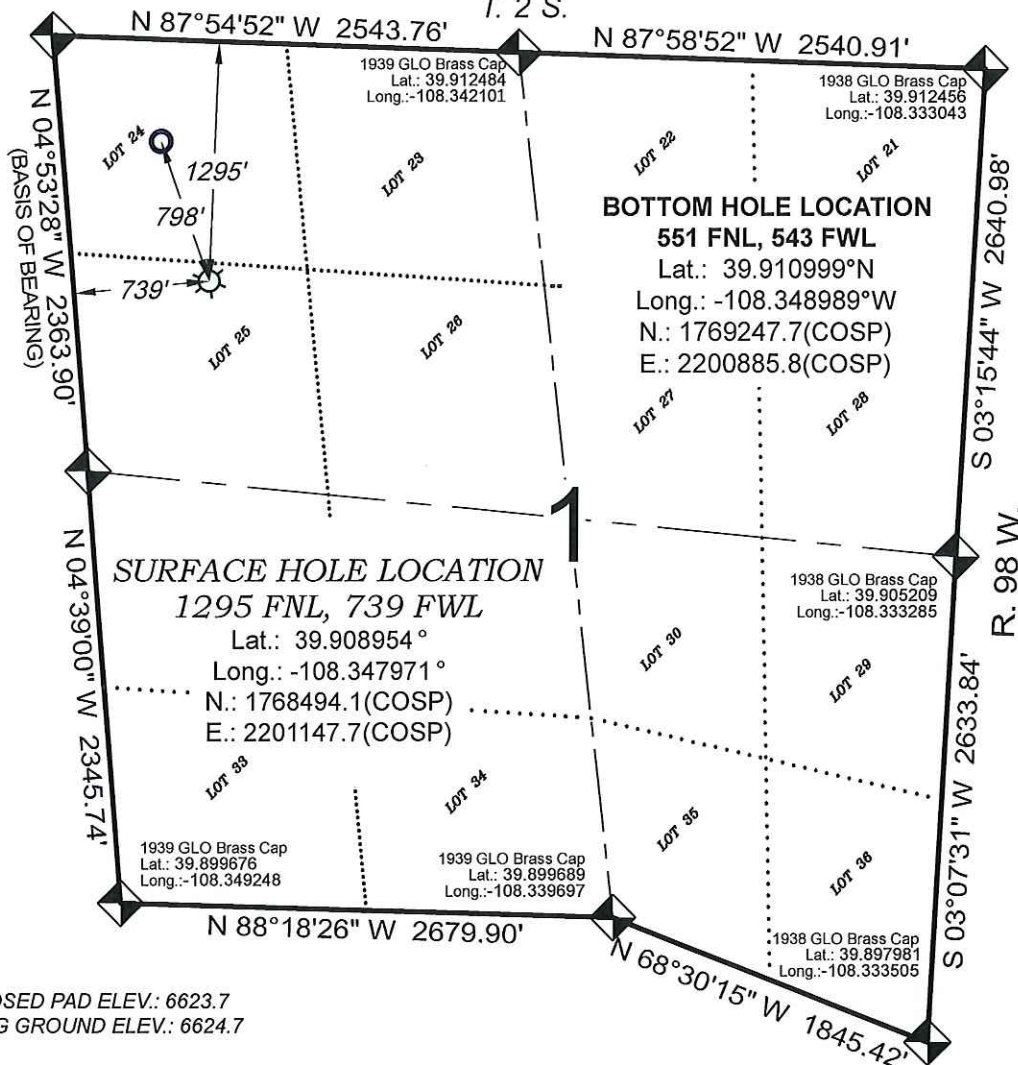 T. 2 S.
N 87°54'52" W 2543.76'
N 87°58'52" W 2540.91'
1939 GLO Brass Cap
Lat.: 39.912484
Long.:-108.342101
1938 GLO Brass Cap
Lat.: 39.912456
Long.:-108.333043
N 04°53'28" W 2363.90'
(BASIS OF BEARING)
LOT 24
1295'
798'
739'
LOT 23
LOT 22
LOT 21
BOTTOM HOLE LOCATION
551 FNL, 543 FWL
Lat.: 39.910999°N
Long.: -108.348989°W
N.: 1769247.7(COSP)
E.: 2200885.8(COSP)
S 03°15'44" W 2640.98'
LOT 25
LOT 26
LOT 27
LOT 28
1
R. 98 W.
SURFACE HOLE LOCATION
1295 FNL, 739 FWL
Lat.: 39.908954°
Long.: -108.347971°
N.: 1768494.1(COSP)
E.: 2201147.7(COSP)
1938 GLO Brass Cap
Lat.: 39.905209
Long.:-108.333285
N 04°39'00" W 2345.74'
LOT 30
LOT 29
S 03°07'31" W 2633.84'
LOT 33
LOT 34
LOT 35
LOT 36
1939 GLO Brass Cap
Lat.: 39.899676
Long.:-108.349248
1939 GLO Brass Cap
Lat.: 39.899689
Long.:-108.339697
1938 GLO Brass Cap
Lat.: 39.897981
Long.:-108.333505
N 88°18'26" W 2679.90'
N 68°30'15" W 1845.42'
OSED PAD ELEV.: 6623.7
G GROUND ELEV.: 6624.7